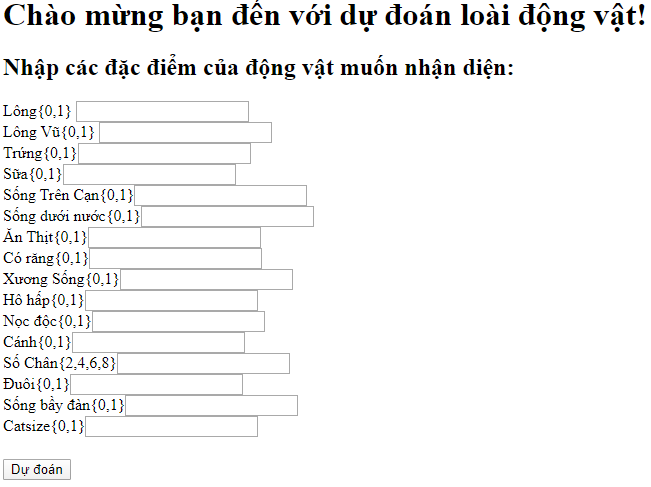 Chào mừng bạn đến với dự đoán loài động vật!
Nhập các đặc điểm của động vật muốn nhận diện:
Lông{0,1}
Lông Vũ{0,1}
Trứng{0,1}
Sữa{0,1}
Sống Trên Cạn{0,1}
Sống dưới nước{0,1}
Ăn Thịt{0,1}
Có răng{0,1}
Xương Sống{0,1}
Hô hấp{0,1}
Nọc độc{0,1}
Cánh{0,1}
Số Chân{2,4,6,8}
Đuôi{0,1}
Sống bầy đàn{0,1}
Catsize{0,1}
Dự đoán